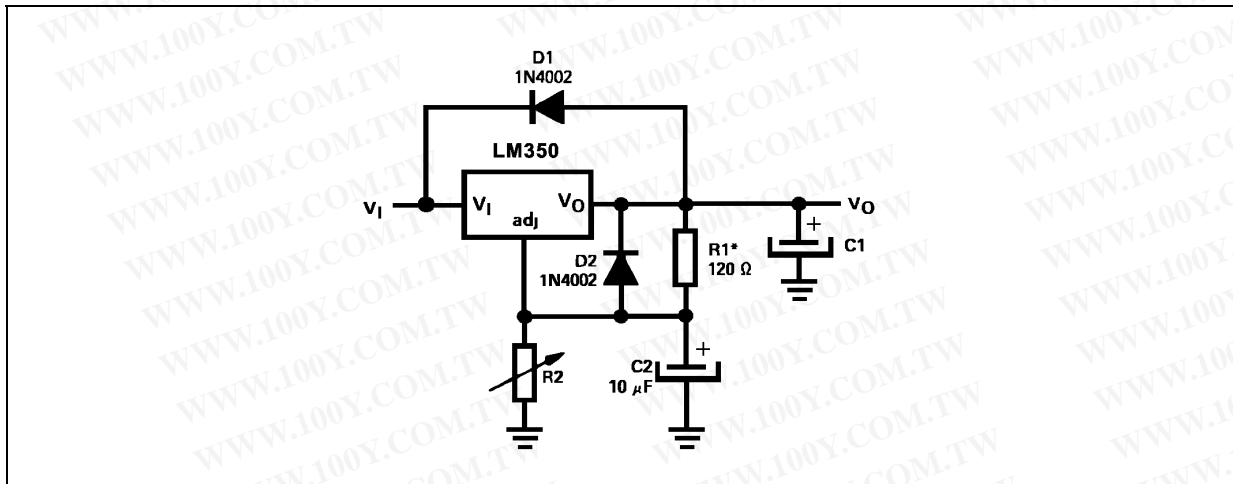 D1
1N4002
LM350
VI
VI
VO
adj
VO
D2
1N4002
R1*
120 Ω
+
C1
R2
C2
10 μF
+
WWW.100Y.COM.TW